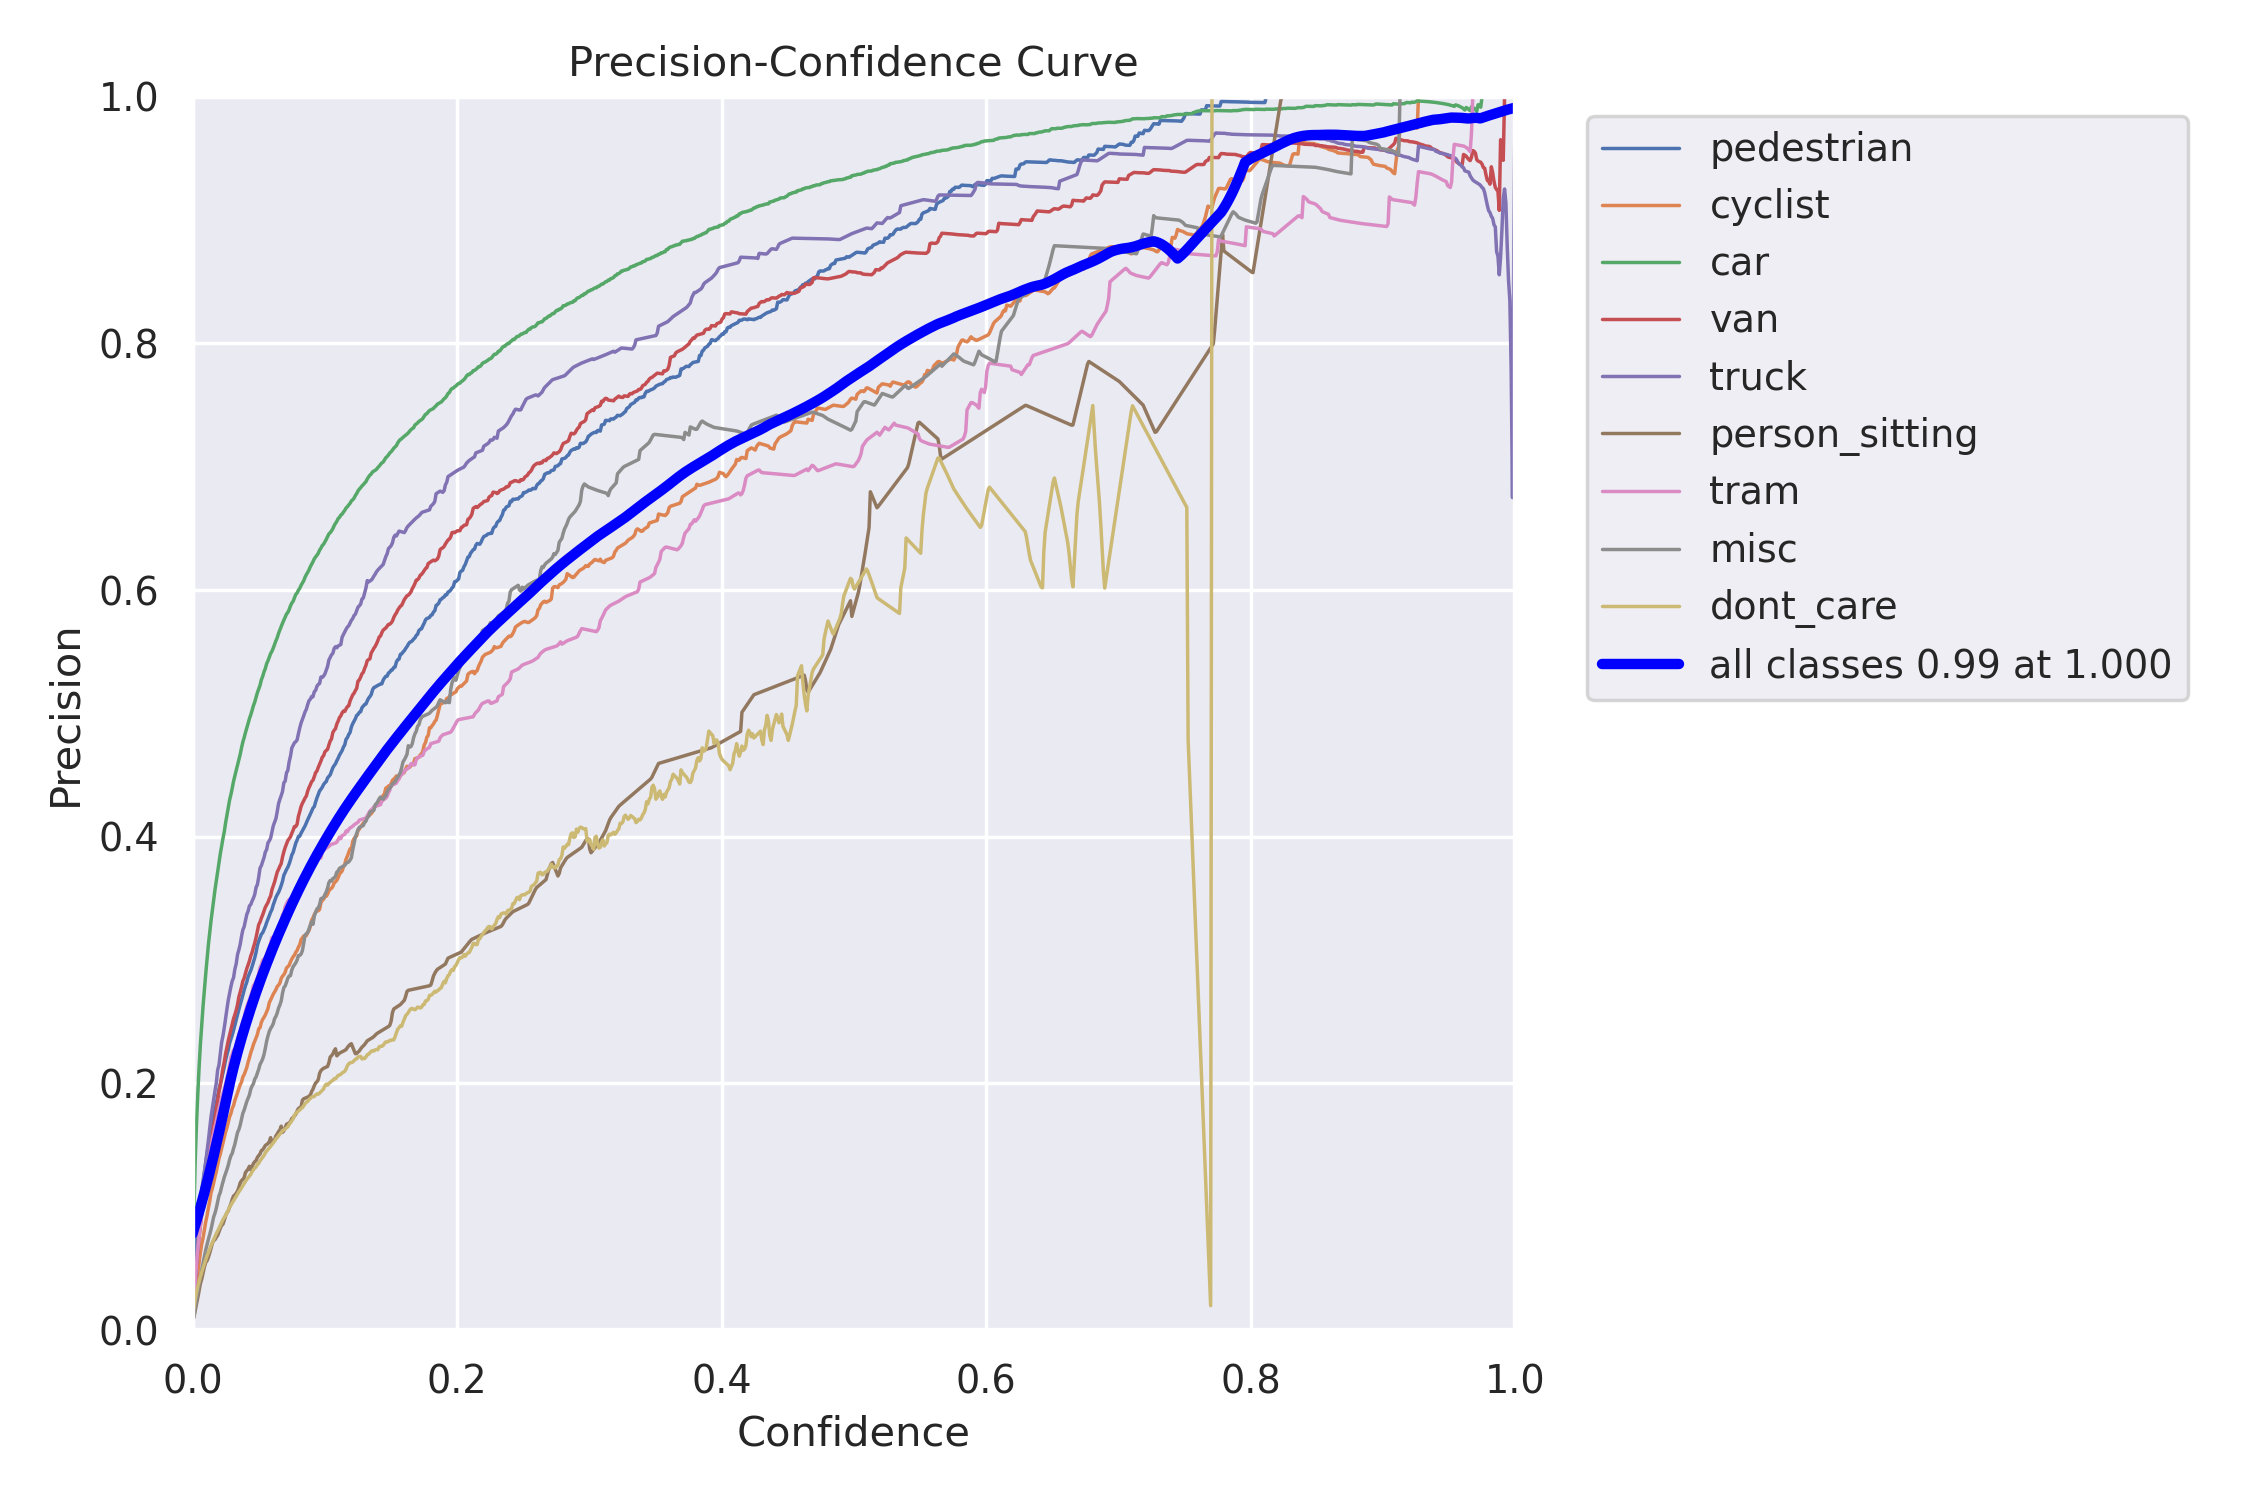 Precision-Confidence Curve
1.0
0.8
0.6
0.4
0.2
0.0
Precision
0.0 0.2 0.4 0.6 0.8 1.0
Confidence
pedestrian
cyclist
car
van
truck
person_sitting
tram
misc
dont_care
all classes 0.99 at 1.000